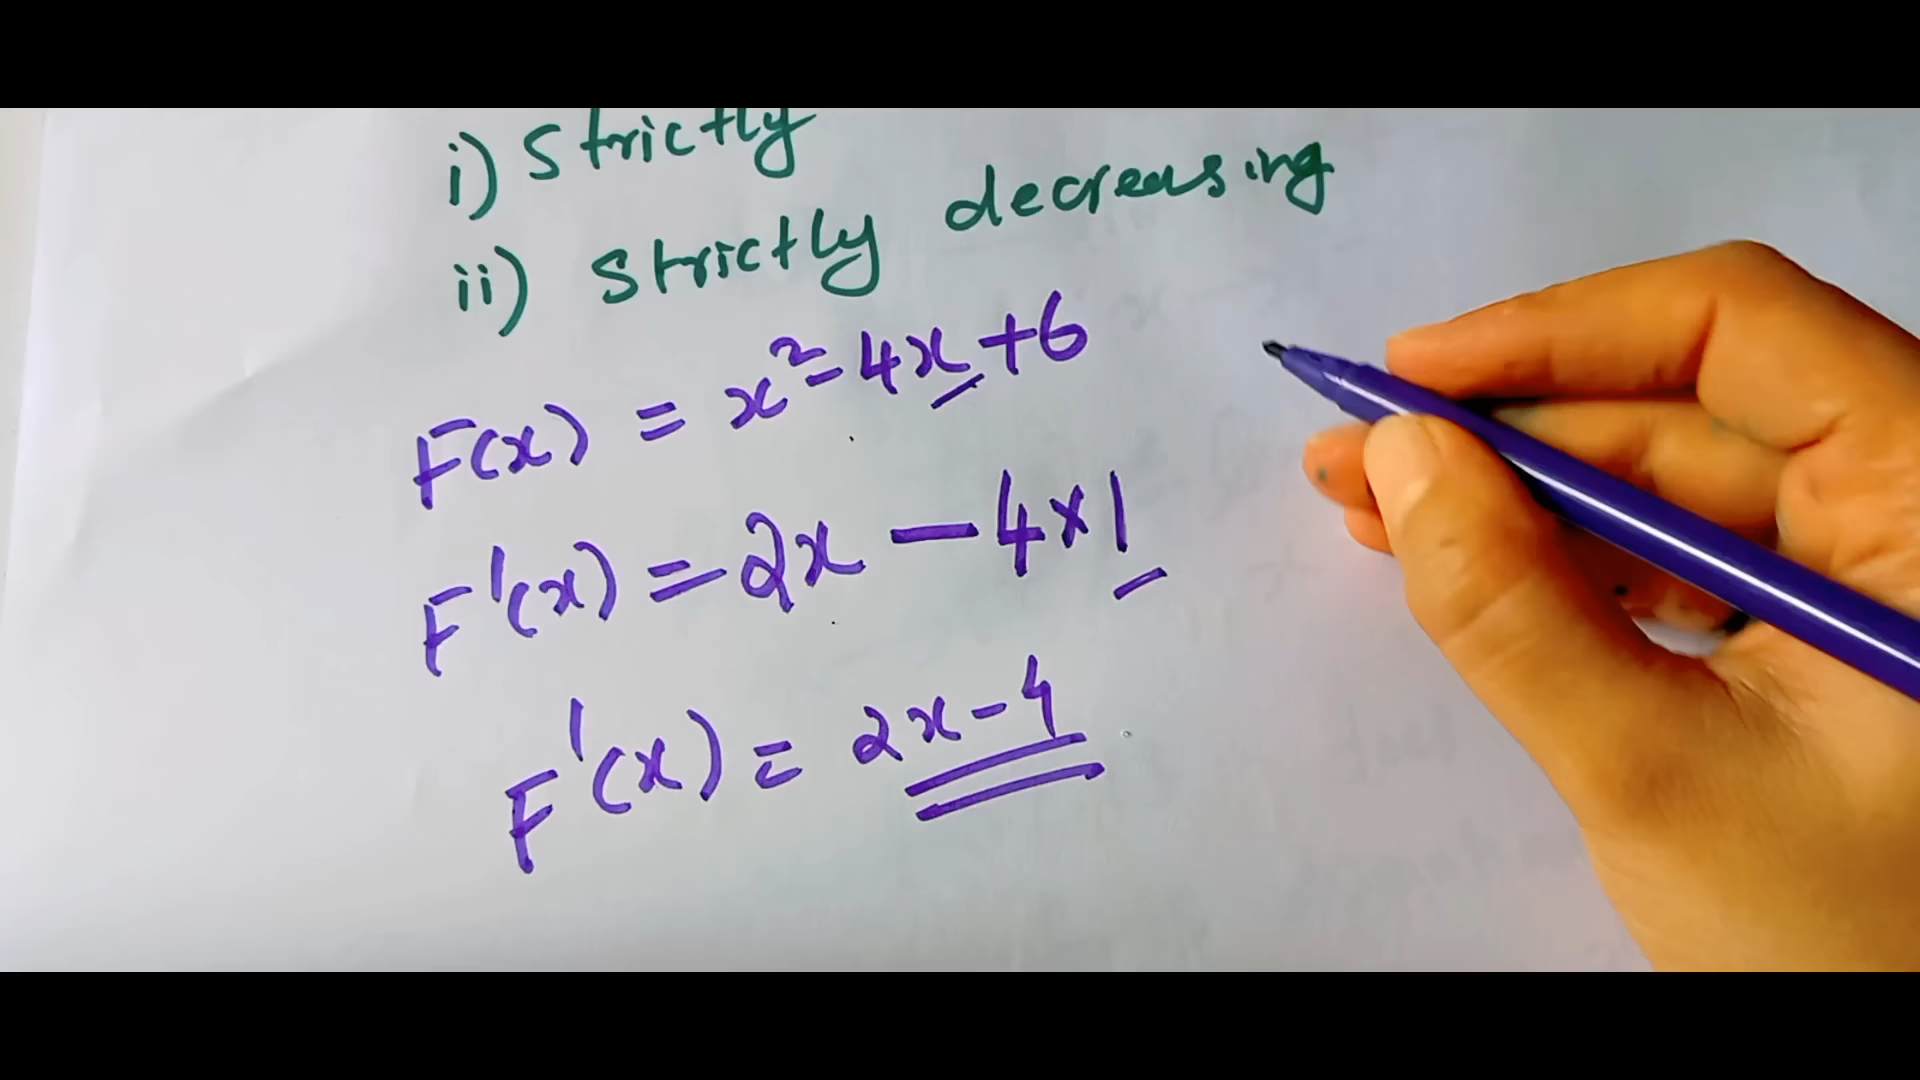 i) Strictly
ii) Strictly decreasing
F(x) = x² - 4x + 6
F'(x) = 2x - 4 x 1
F'(x) = 2x - 4